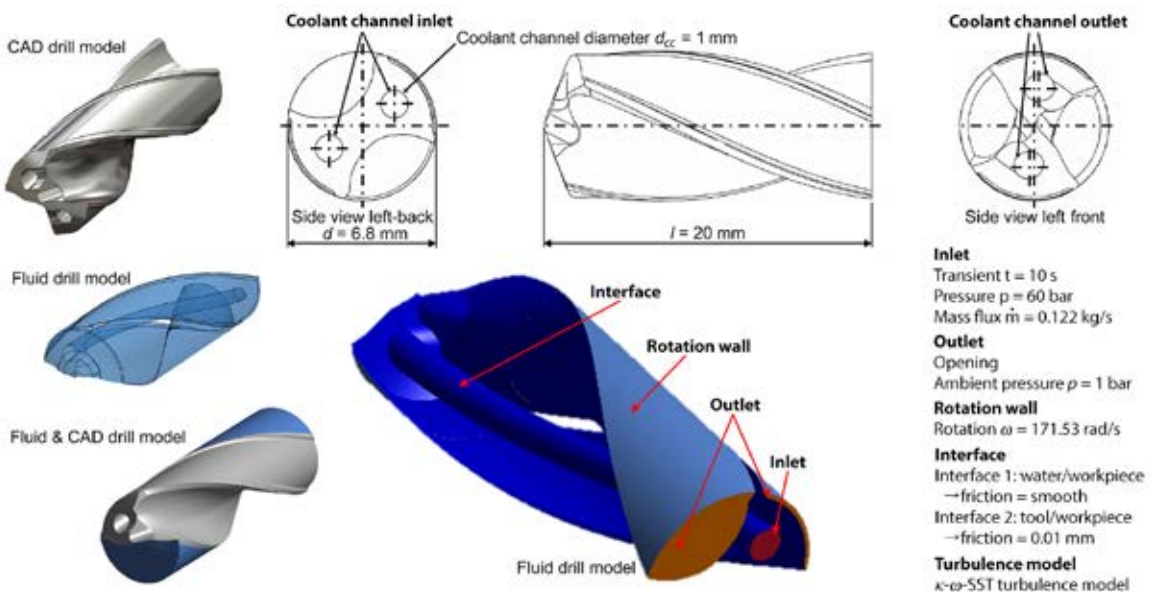 CAD drill model
Coolant channel inlet
Coolant channel diameter d_cc = 1 mm
Side view left-back
d = 6.8 mm
l = 20 mm
Coolant channel outlet
Side view left front
Fluid drill model
Fluid & CAD drill model
Interface
Rotation wall
Outlet
Inlet
Fluid drill model
Inlet
Transient t = 10 s
Pressure p = 60 bar
Mass flux ṁ = 0.122 kg/s
Outlet
Opening
Ambient pressure p = 1 bar
Rotation wall
Rotation ω = 171.53 rad/s
Interface
Interface 1: water/workpiece
→friction = smooth
Interface 2: tool/workpiece
→friction = 0.01 mm
Turbulence model
κ-ω-SST turbulence model